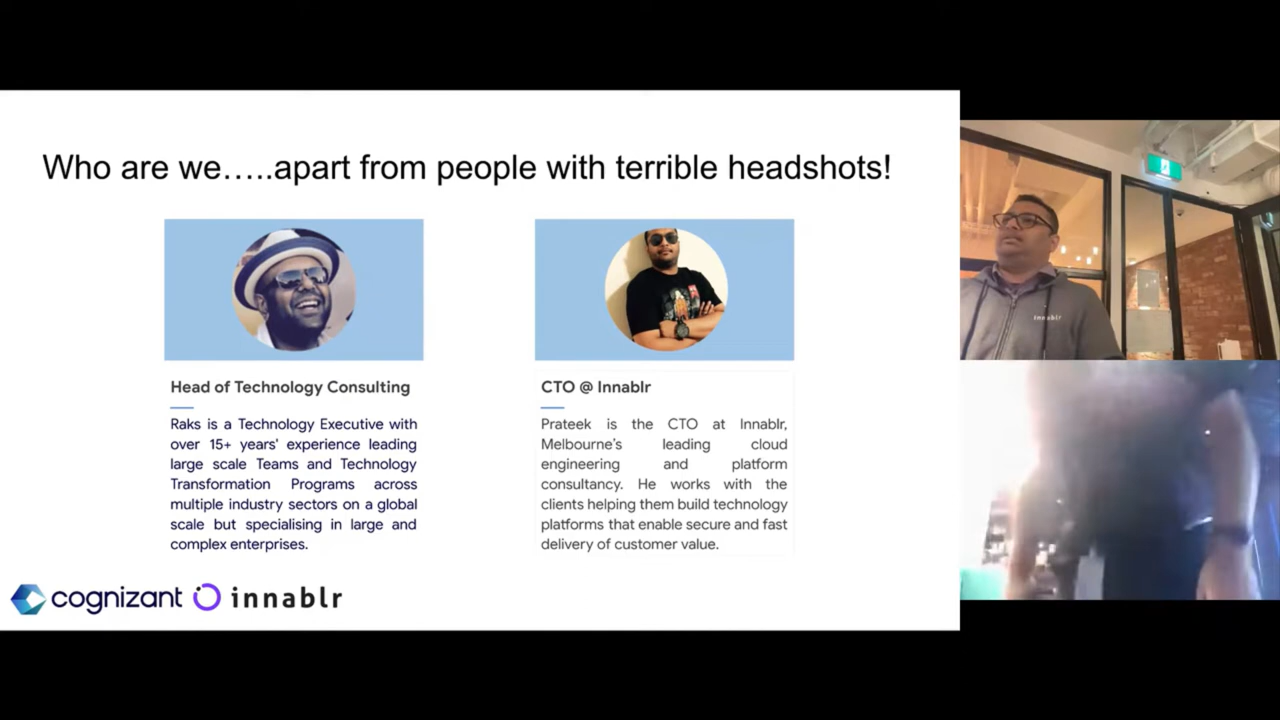 Who are we…..apart from people with terrible headshots!
Head of Technology Consulting
Raks is a Technology Executive with
over 15+ years' experience leading
large scale Teams and Technology
Transformation Programs across
multiple industry sectors on a global
scale but specialising in large and
complex enterprises.
CTO @ Innablr
Prateek is the CTO at Innablr,
Melbourne’s leading cloud
engineering and platform
consultancy. He works with the
clients helping them build technology
platforms that enable secure and fast
delivery of customer value.
cognizant innablr
innablr